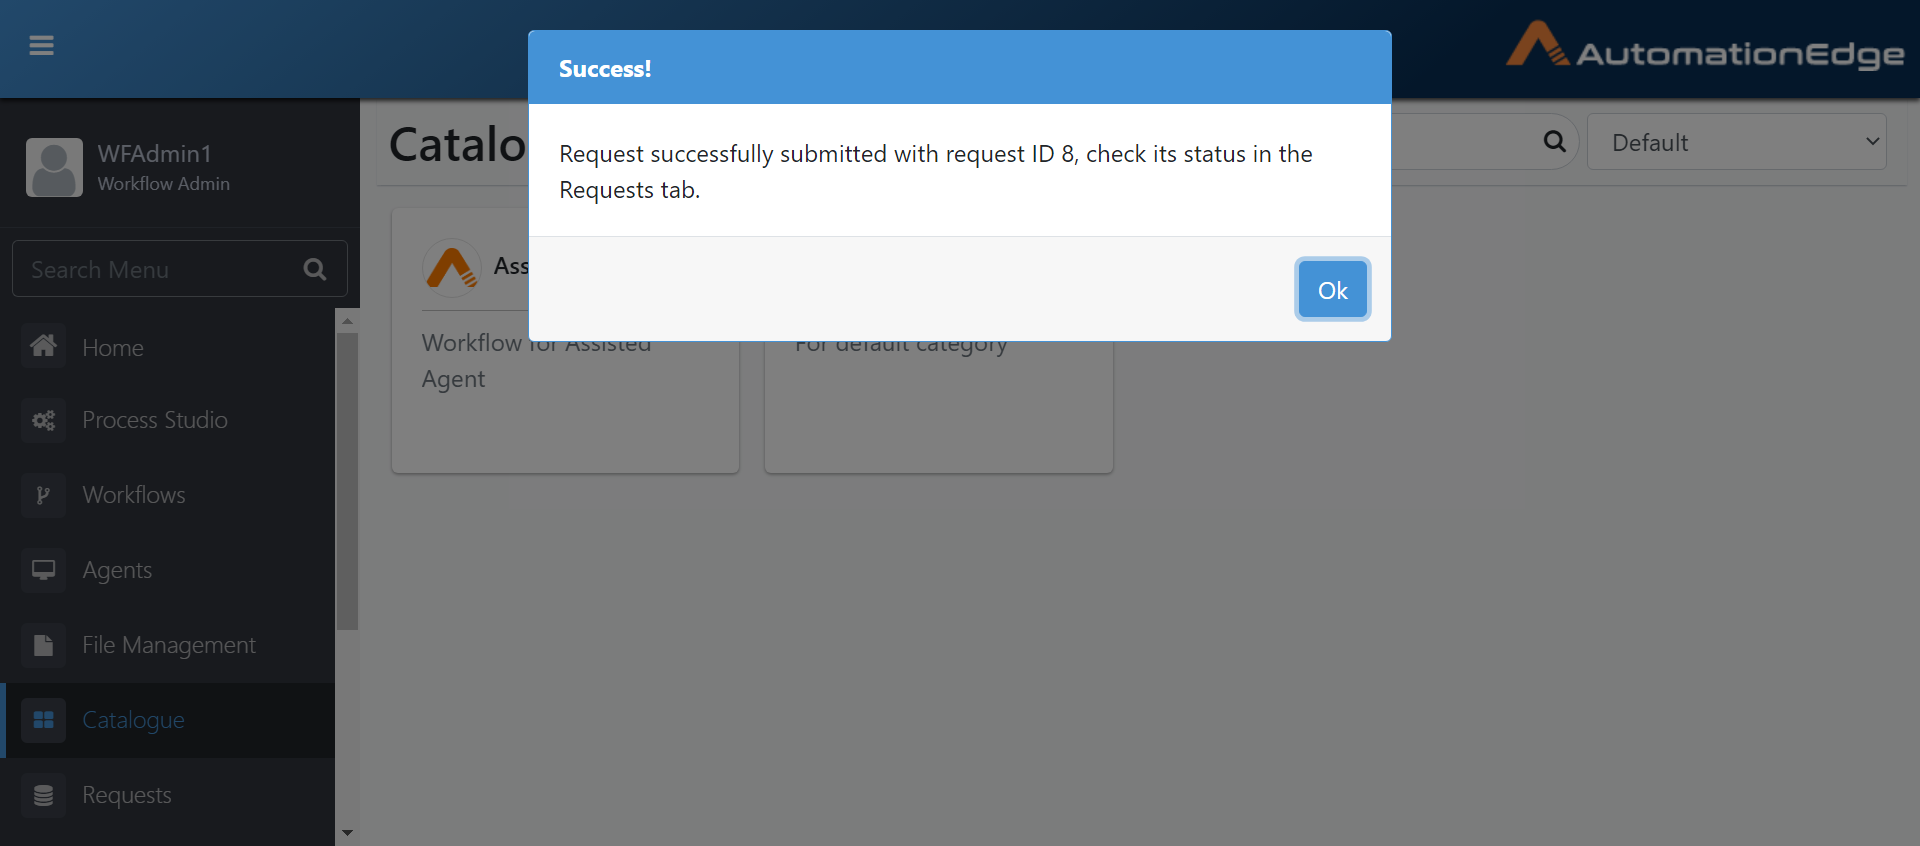 AutomationEdge
Success!
Request successfully submitted with request ID 8, check its status in the
Requests tab.
Ok
WFAdmin1
Workflow Admin
Search Menu
Home
Process Studio
Workflows
Agents
File Management
Catalogue
Requests
Catalo
Default
Ass
Workflow for Assisted
Agent
For default category